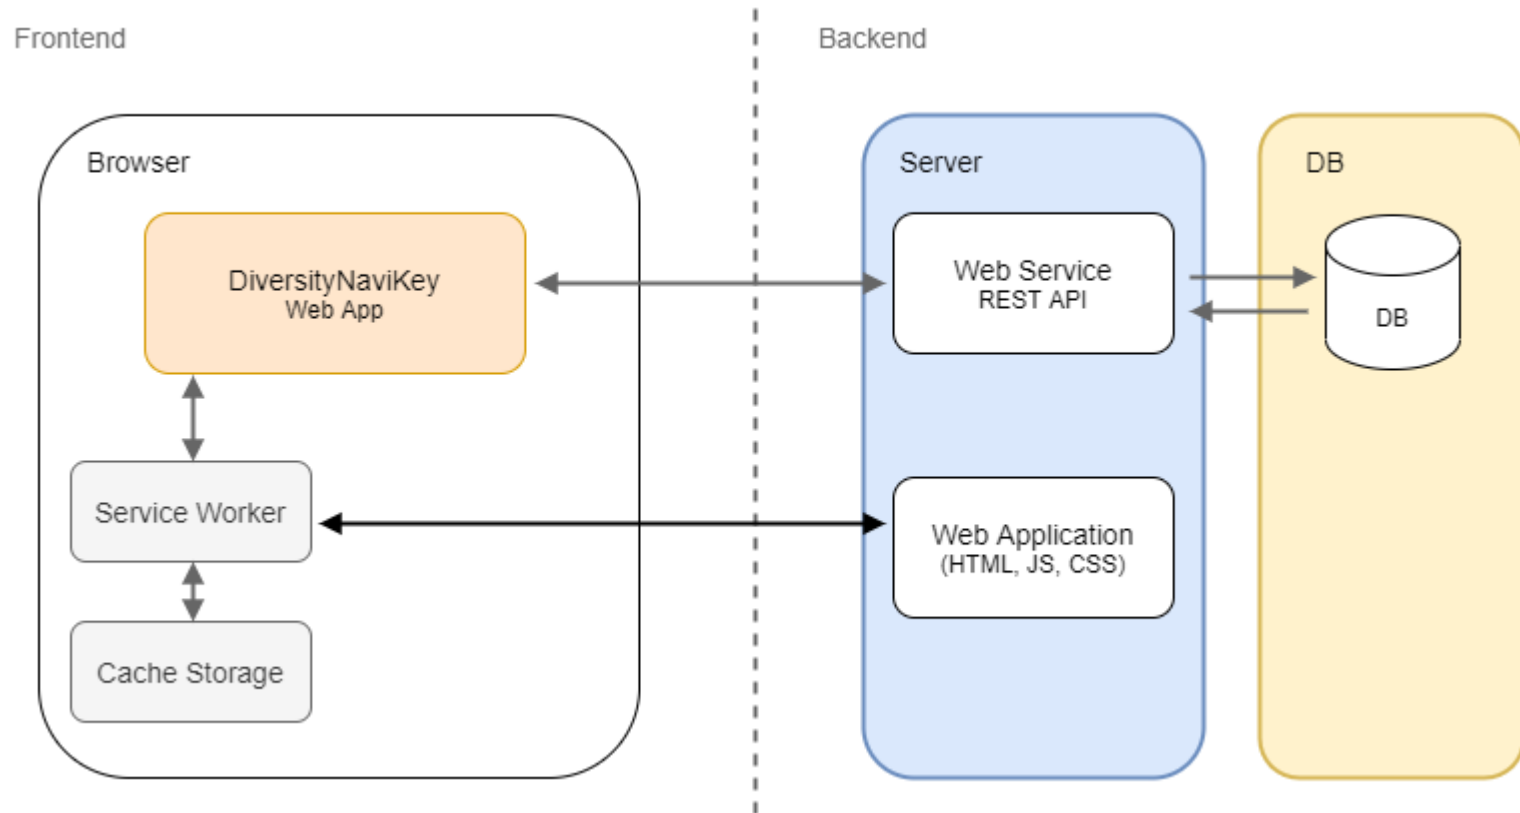 Frontend
Backend
Browser
Server
DB
DiversityNaviKey
Web App
Web Service
REST API
DB
Service Worker
Web Application
(HTML, JS, CSS)
Cache Storage